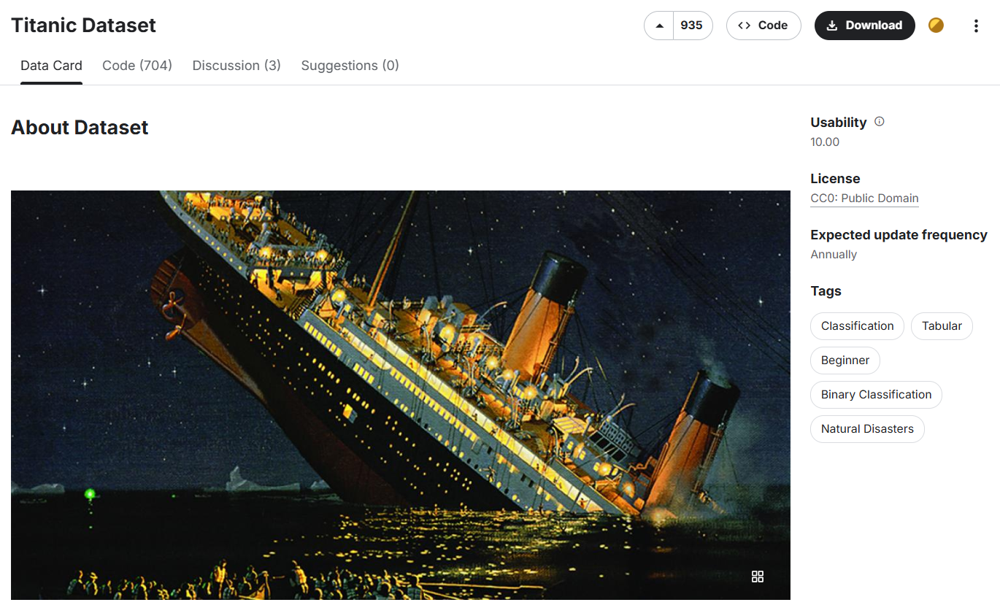 Titanic Dataset
935
Code
Download
Data Card
Code (704)
Discussion (3)
Suggestions (0)
About Dataset
Usability
10.00
License
CC0: Public Domain
Expected update frequency
Annually
Tags
Classification
Tabular
Beginner
Binary Classification
Natural Disasters